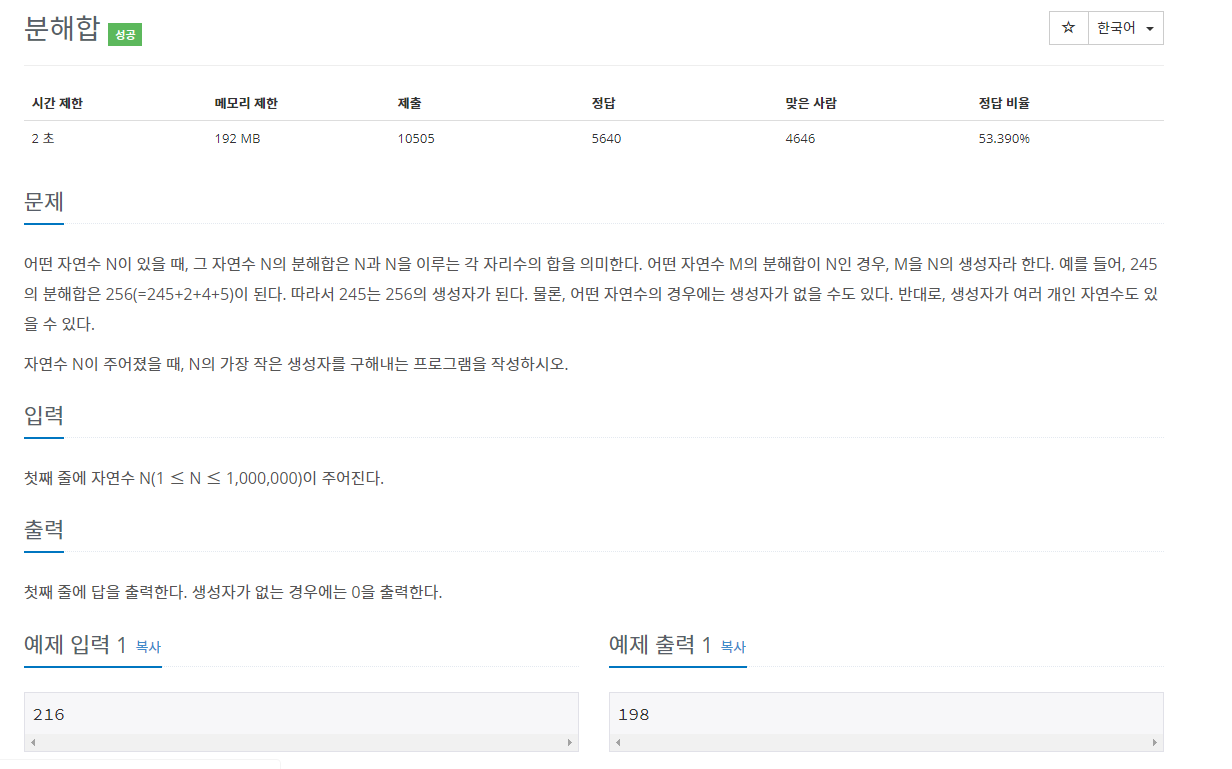 분해합 성공
☆ 한국어
시간 제한 메모리 제한 제출 정답 맞은 사람 정답 비율
2 초 192 MB 10505 5640 4646 53.390%
문제
어떤 자연수 N이 있을 때, 그 자연수 N의 분해합은 N과 N을 이루는 각 자리수의 합을 의미한다. 어떤 자연수 M의 분해합이 N인 경우, M을 N의 생성자라 한다. 예를 들어, 245
의 분해합은 256(=245+2+4+5)이 된다. 따라서 245는 256의 생성자가 된다. 물론, 어떤 자연수의 경우에는 생성자가 없을 수도 있다. 반대로, 생성자가 여러 개인 자연수도 있
을 수 있다.
자연수 N이 주어졌을 때, N의 가장 작은 생성자를 구해내는 프로그램을 작성하시오.
입력
첫째 줄에 자연수 N(1 ≤ N ≤ 1,000,000)이 주어진다.
출력
첫째 줄에 답을 출력한다. 생성자가 없는 경우에는 0을 출력한다.
예제 입력 1 복사
216
예제 출력 1 복사
198